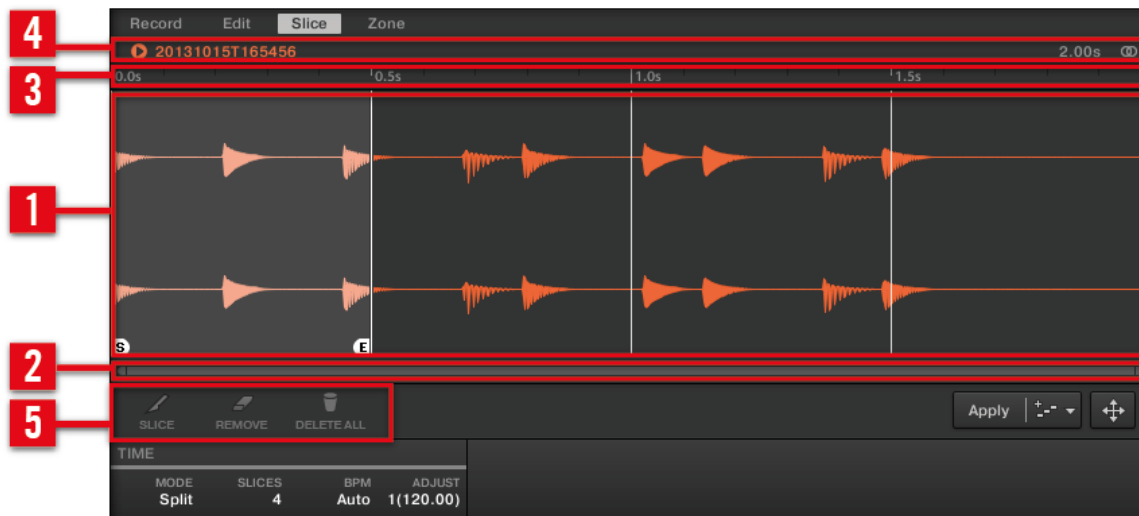 Record Edit Slice Zone
4
20131015T165456 2.00s
3
0.0s 0.5s 1.0s 1.5s
1
S E
2
5
SLICE REMOVE DELETE ALL
Apply
TIME
MODE SLICES BPM ADJUST
Split 4 Auto 1(120.00)